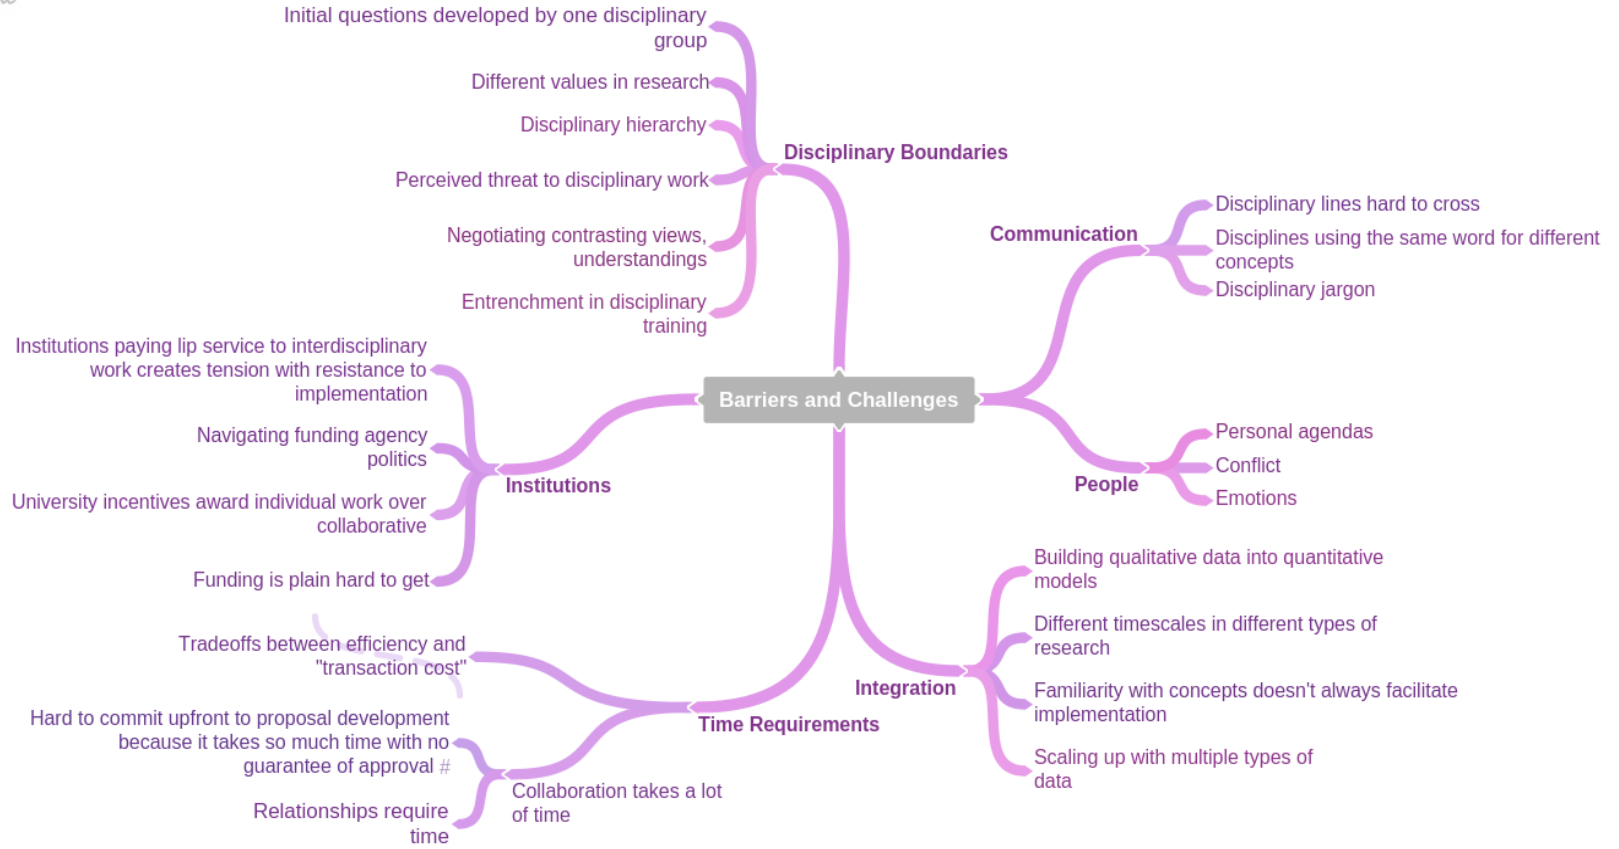 Initial questions developed by one disciplinary
group
Different values in research
Disciplinary hierarchy
Disciplinary Boundaries
Perceived threat to disciplinary work
Negotiating contrasting views,
understandings
Entrenchment in disciplinary
training
Communication
Disciplinary lines hard to cross
Disciplines using the same word for different
concepts
Disciplinary jargon
Barriers and Challenges
Institutions paying lip service to interdisciplinary
work creates tension with resistance to
implementation
Navigating funding agency
politics
Institutions
University incentives award individual work over
collaborative
Funding is plain hard to get
People
Personal agendas
Conflict
Emotions
Integration
Building qualitative data into quantitative
models
Different timescales in different types of
research
Familiarity with concepts doesn't always facilitate
implementation
Scaling up with multiple types of
data
Time Requirements
Tradeoffs between efficiency and
"transaction cost"
Collaboration takes a lot
of time
Hard to commit upfront to proposal development
because it takes so much time with no
guarantee of approval #
Relationships require
time